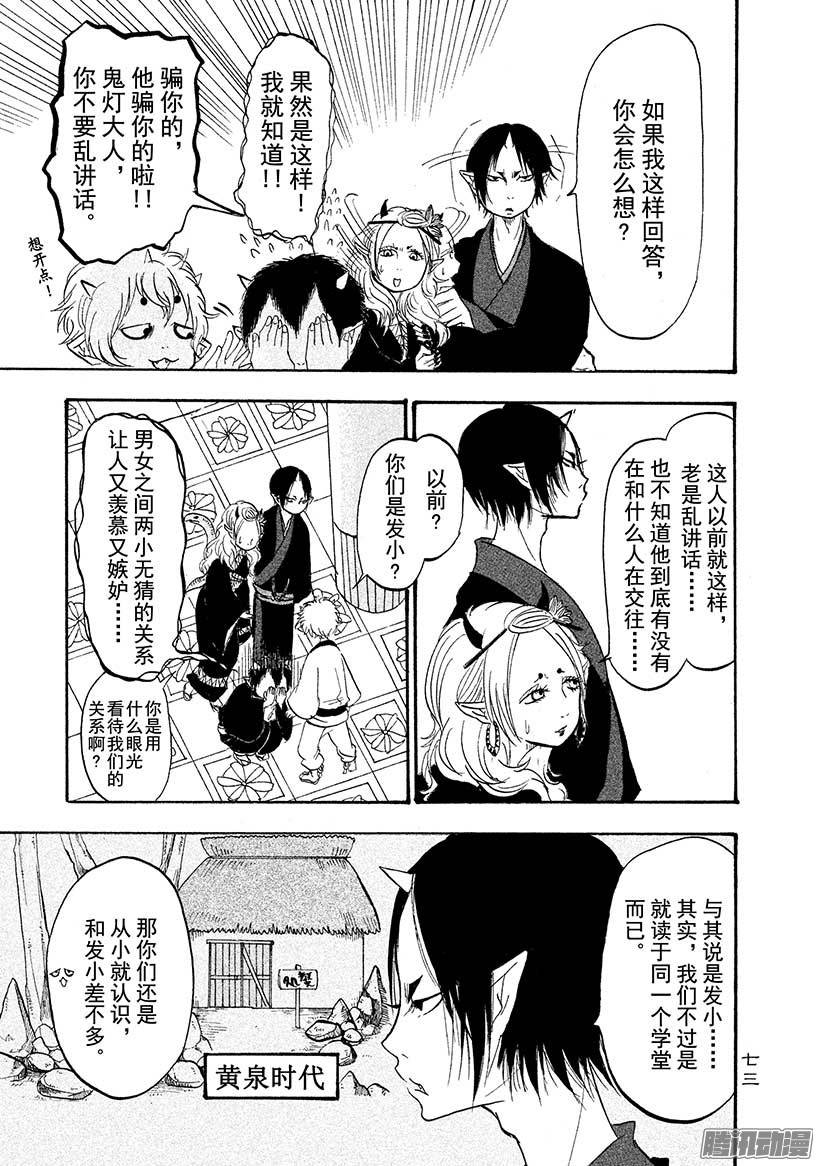 如果我这样回答，
你会怎么想？
果然是这样！
我就知道！！
骗你的，
他骗你的啦！！
鬼灯大人，
你不要乱讲话。
想开点！
这人以前就这样，
老是乱讲话……
也不知道他到底有没有
在和什么人在交往……
以前？
你们是发小？
男女之间两小无猜的关系
让人又羡慕又嫉妒……
你是用
什么眼光
看待我们的
关系啊？
与其说是发小……
其实，我们不过是
就读于同一个学堂
而已。
那你们还是
从小就认识，
和发小差不多。
黄泉时代
七三
腾讯动漫